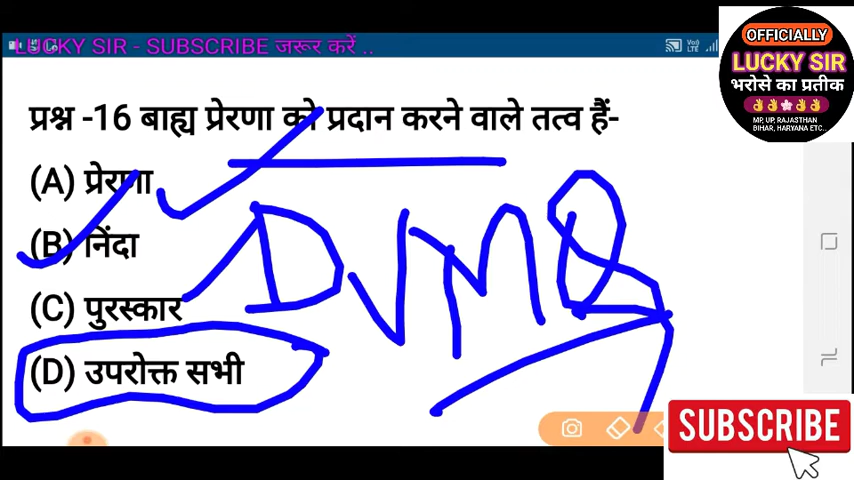 LUCKY SIR - SUBSCRIBE जरूर करें ..
OFFICIALLY
LUCKY SIR
भरोसे का प्रतीक
MP, UP, RAJASTHAN
BIHAR, HARYANA ETC..
प्रश्न -16 बाह्य प्रेरणा को प्रदान करने वाले तत्व हैं-
(A) प्रेरणा
(B) निंदा
(C) पुरस्कार
(D) उपरोक्त सभी
SUBSCRIBE